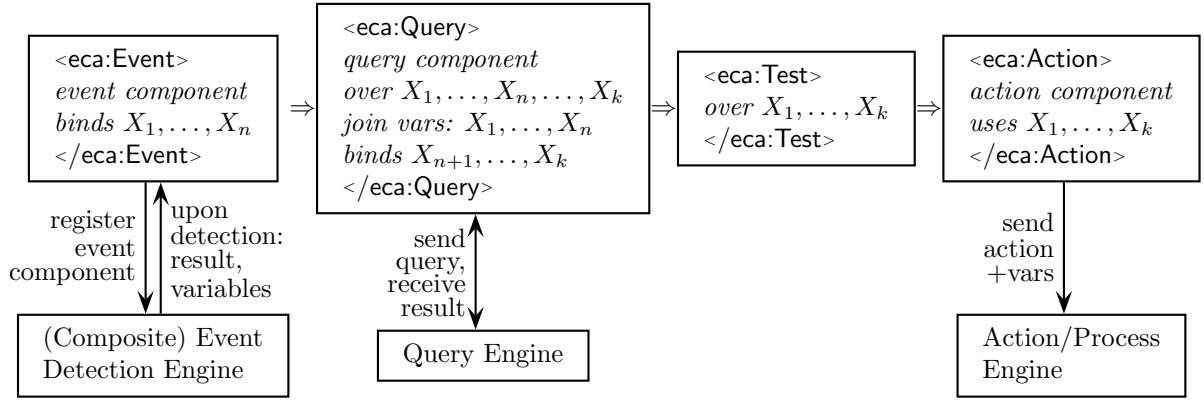 <eca:Event>
event component
binds X₁, . . . , Xₙ
</eca:Event>
⇒
<eca:Query>
query component
over X₁, . . . , Xₙ, . . . , Xₖ
join vars: X₁, . . . , Xₙ
binds Xₙ₊₁, . . . , Xₖ
</eca:Query>
⇒
<eca:Test>
over X₁, . . . , Xₖ
</eca:Test>
⇒
<eca:Action>
action component
uses X₁, . . . , Xₖ
</eca:Action>
register
event
component
upon
detection:
result,
variables
send
query,
receive
result
send
action
+vars
(Composite) Event
Detection Engine
Query Engine
Action/Process
Engine